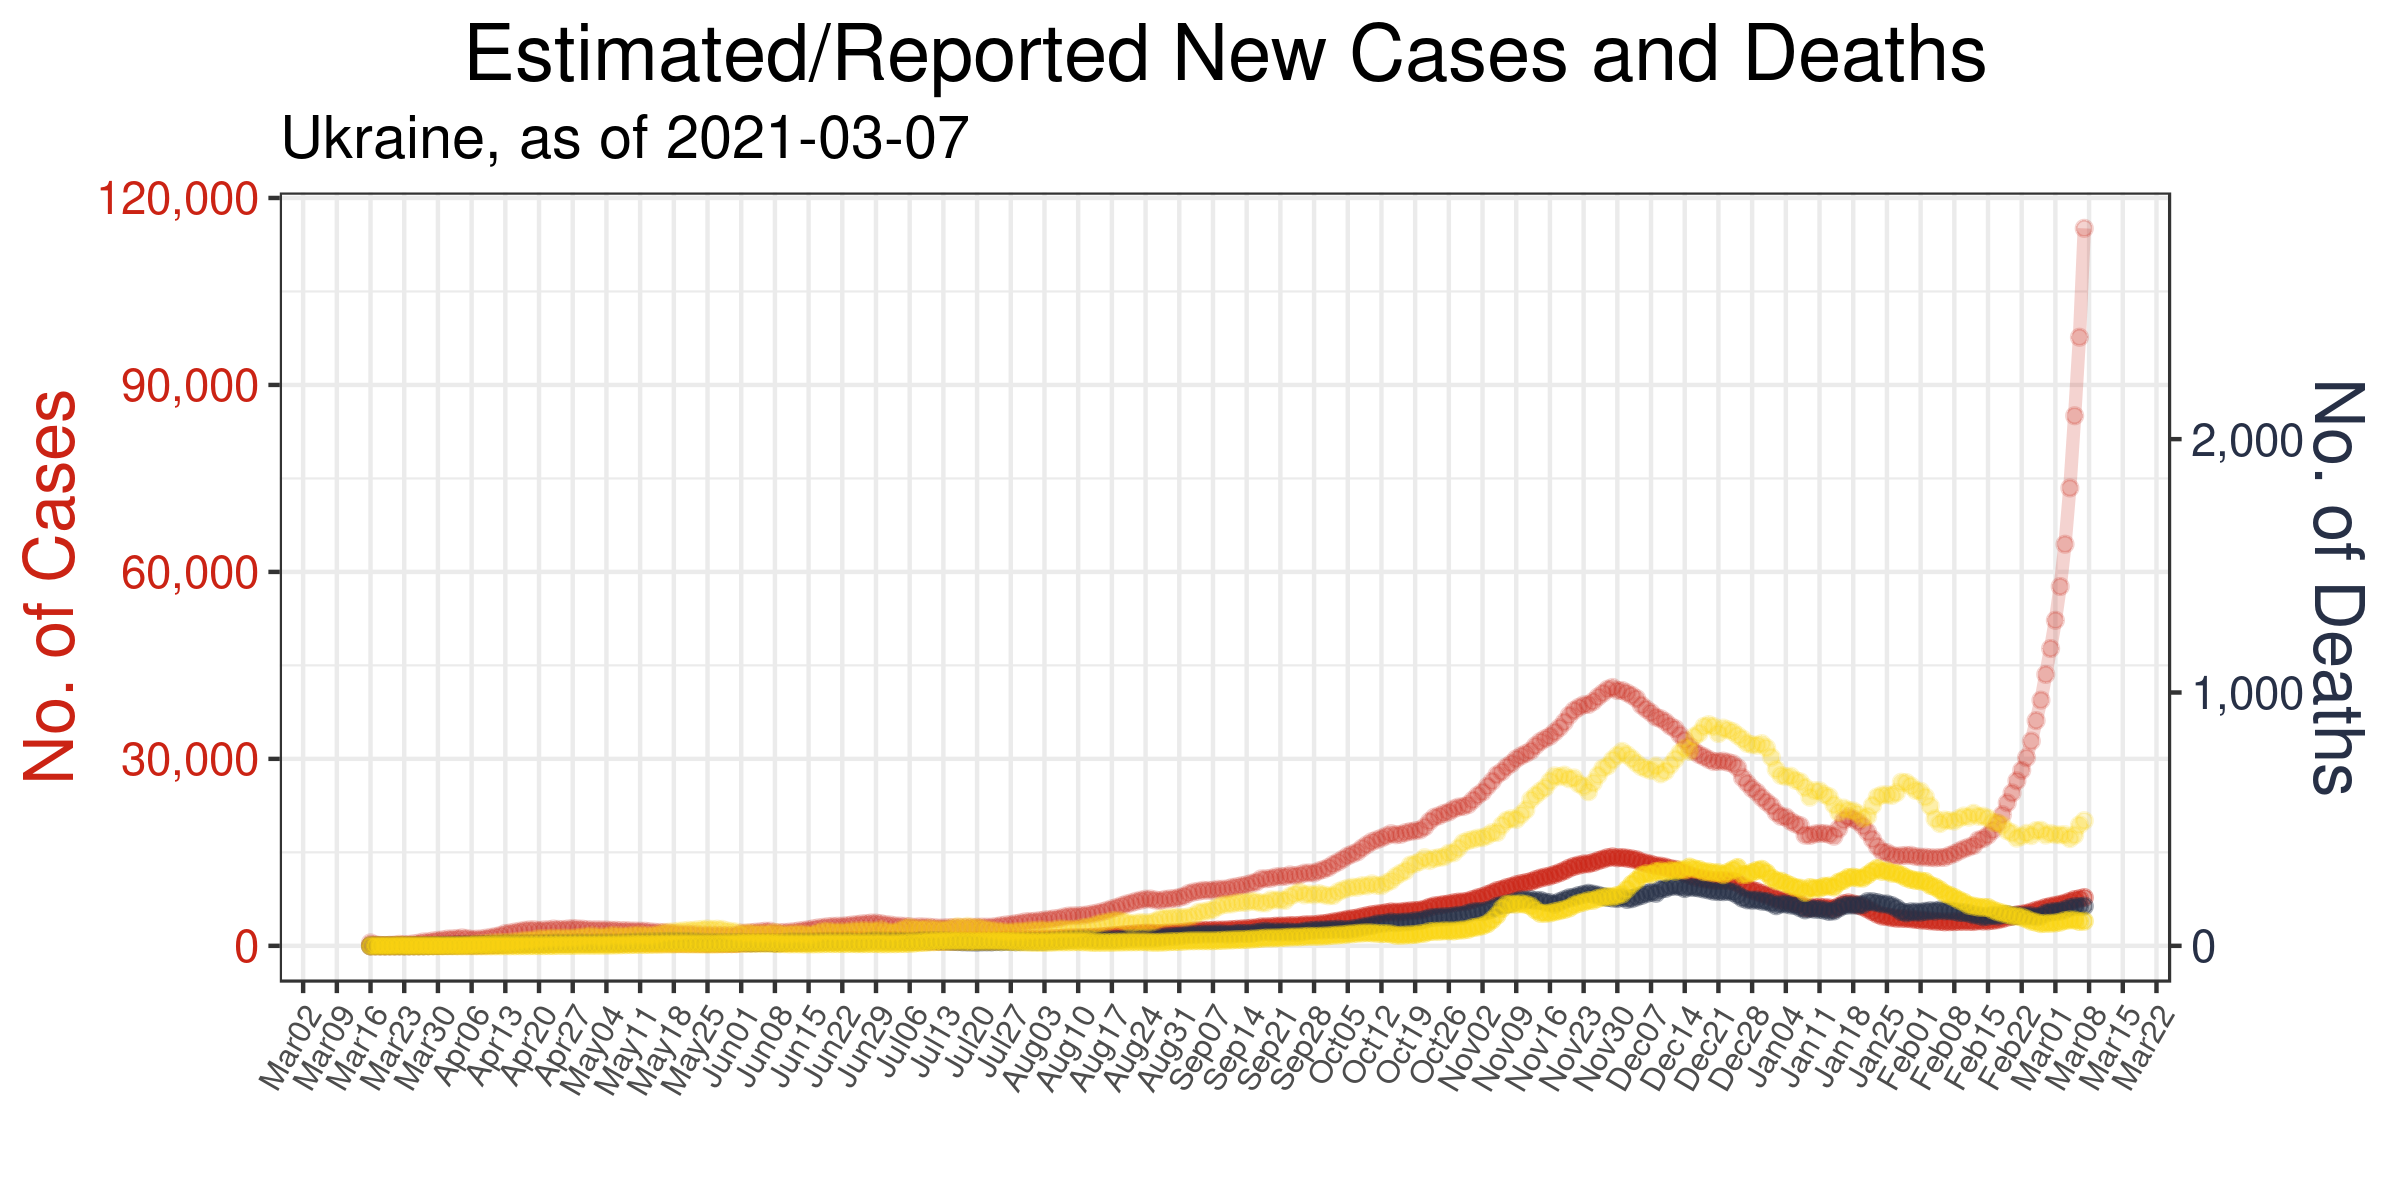 Estimated/Reported New Cases and Deaths
Ukraine, as of 2021-03-07
No. of Cases
120,000
90,000
60,000
30,000
0
2,000
1,000
0
No. of Deaths
Mar02 Mar09 Mar16 Mar23 Mar30 Apr06 Apr13 Apr20 Apr27 May04 May11 May18 May25 Jun01 Jun08 Jun15 Jun22 Jun29 Jul06 Jul13 Jul20 Jul27 Aug03 Aug10 Aug17 Aug24 Aug31 Sep07 Sep14 Sep21 Sep28 Oct05 Oct12 Oct19 Oct26 Nov02 Nov09 Nov16 Nov23 Nov30 Dec07 Dec14 Dec21 Dec28 Jan04 Jan11 Jan18 Jan25 Feb01 Feb08 Feb15 Feb22 Mar01 Mar08 Mar15 Mar22